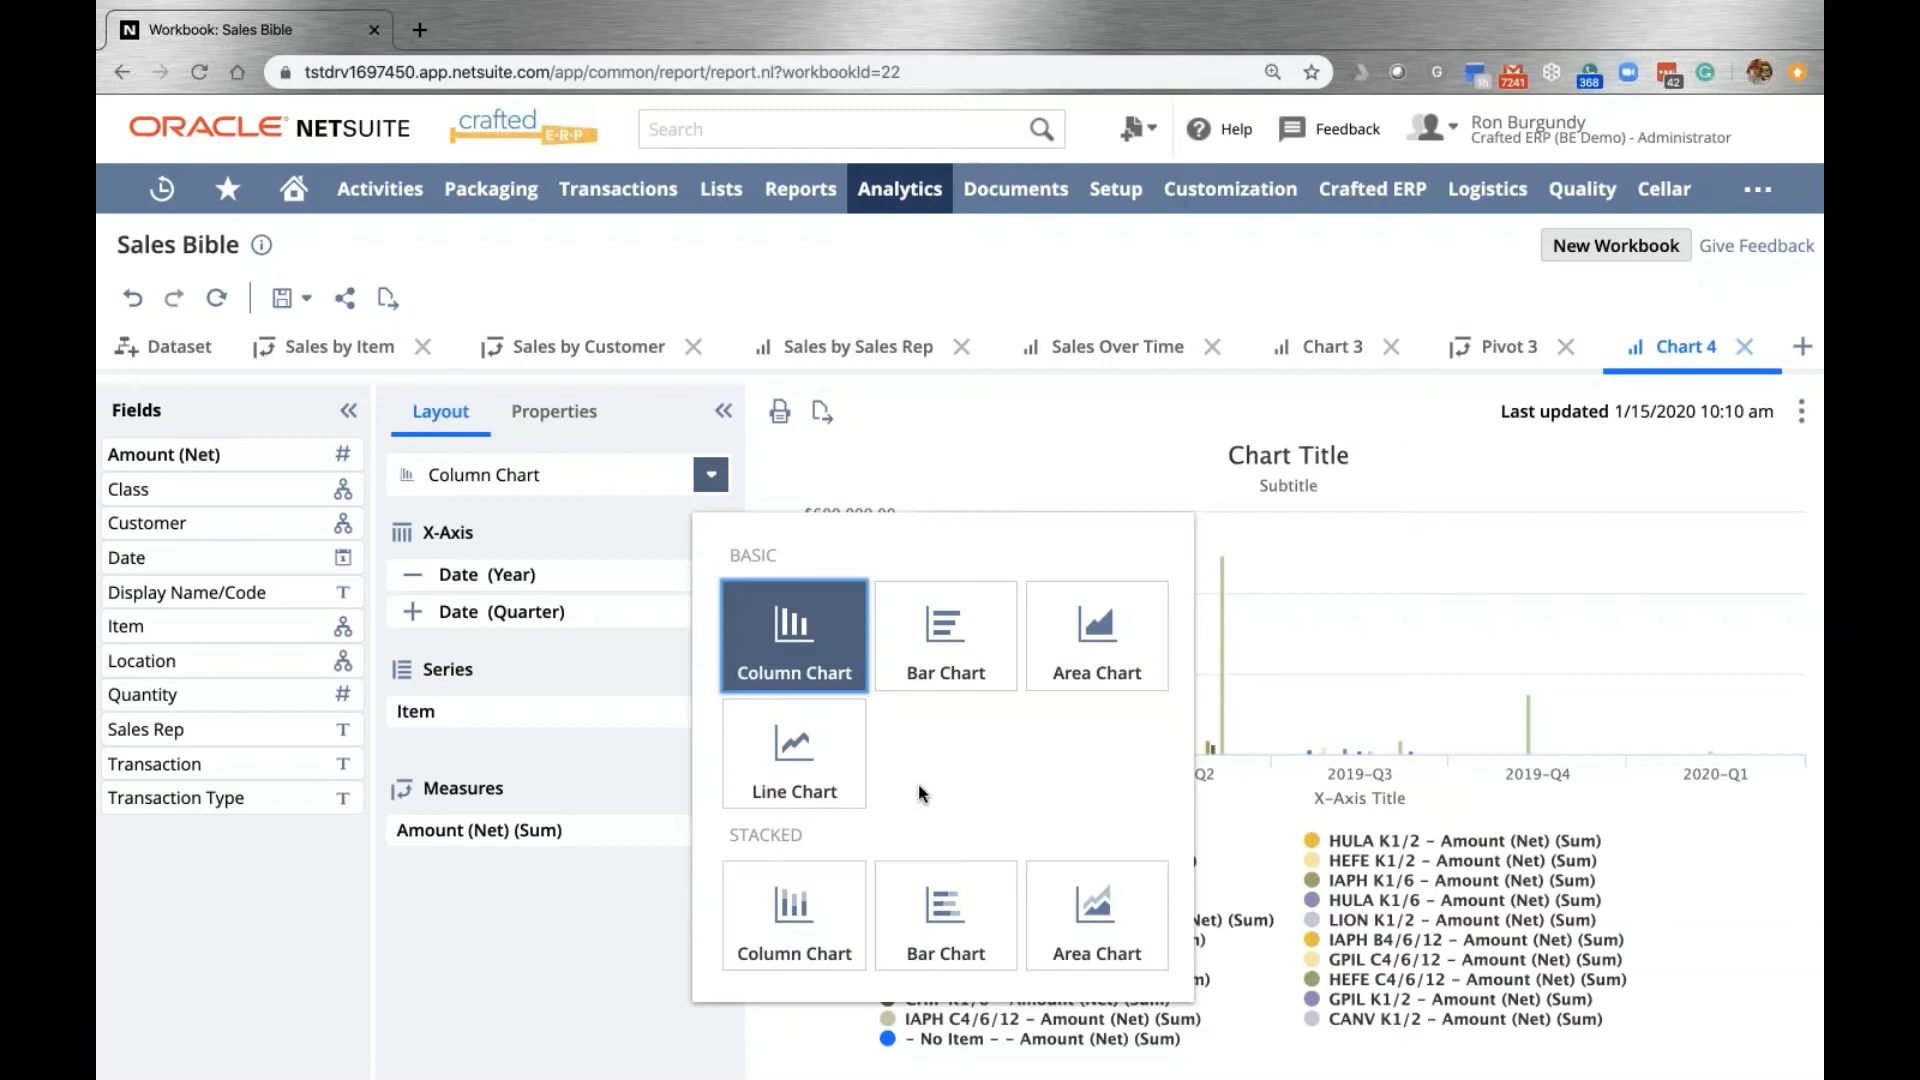 Workbook: Sales Bible
tstdrv1697450.app.netsuite.com/app/common/report/report.nl?workbookId=22
G
1h
7241
368
42
ORACLE NETSUITE
crafted
E·R·P
Search
Help
Feedback
Ron Burgundy
Crafted ERP (BE Demo) - Administrator
Activities Packaging Transactions Lists Reports Analytics Documents Setup Customization Crafted ERP Logistics Quality Cellar
Sales Bible
New Workbook
Give Feedback
Dataset
Sales by Item
Sales by Customer
Sales by Sales Rep
Sales Over Time
Chart 3
Pivot 3
Chart 4
Fields
Amount (Net) #
Class
Customer
Date
Display Name/Code T
Item
Location
Quantity #
Sales Rep T
Transaction T
Transaction Type T
Layout
Properties
Column Chart
X-Axis
Date (Year)
Date (Quarter)
Series
Item
Measures
Amount (Net) (Sum)
Last updated 1/15/2020 10:10 am
Chart Title
Subtitle
$600,000.00
BASIC
Column Chart
Bar Chart
Area Chart
Line Chart
STACKED
Column Chart
Bar Chart
Area Chart
Q2
2019-Q3
2019-Q4
2020-Q1
X-Axis Title
Net) (Sum)
IAPH C4/6/12 - Amount (Net) (Sum)
- No Item - - Amount (Net) (Sum)
HULA K1/2 - Amount (Net) (Sum)
HEFE K1/2 - Amount (Net) (Sum)
IAPH K1/6 - Amount (Net) (Sum)
HULA K1/6 - Amount (Net) (Sum)
LION K1/2 - Amount (Net) (Sum)
IAPH B4/6/12 - Amount (Net) (Sum)
GPIL C4/6/12 - Amount (Net) (Sum)
HEFE C4/6/12 - Amount (Net) (Sum)
GPIL K1/2 - Amount (Net) (Sum)
CANV K1/2 - Amount (Net) (Sum)